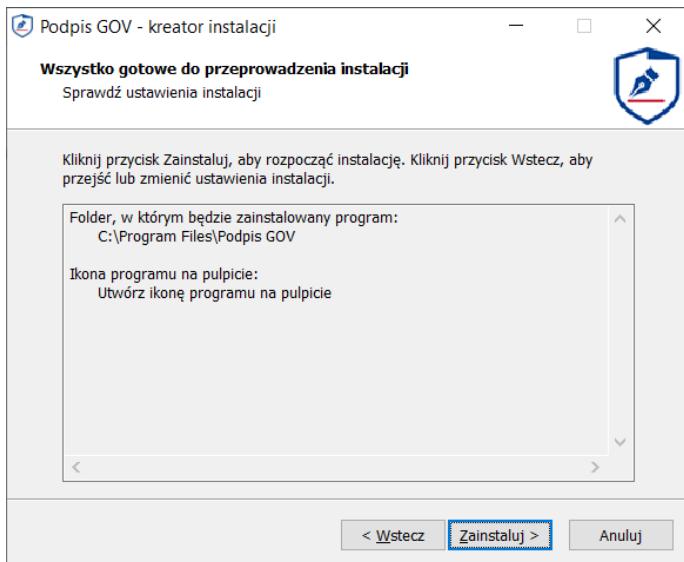 Podpis GOV - kreator instalacji
Wszystko gotowe do przeprowadzenia instalacji
Sprawdź ustawienia instalacji
Kliknij przycisk Zainstaluj, aby rozpocząć instalację. Kliknij przycisk Wstecz, aby
przejść lub zmienić ustawienia instalacji.
Folder, w którym będzie zainstalowany program:
C:\Program Files\Podpis GOV
Ikona programu na pulpicie:
Utwórz ikonę programu na pulpicie
< Wstecz
Zainstaluj >
Anuluj